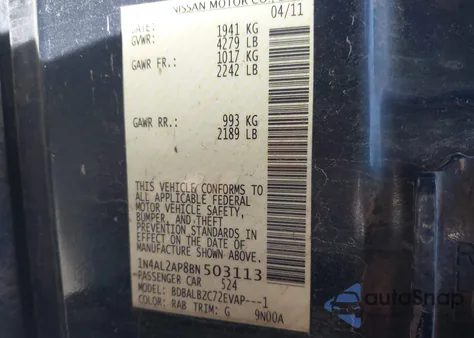 NISSAN MOTOR CO.
DATE: 04/11
GVWR: 1941 KG
4279 LB
GAWR FR.: 1017 KG
2242 LB
GAWR RR.: 993 KG
2189 LB
THIS VEHICLE CONFORMS TO
ALL APPLICABLE FEDERAL
MOTOR VEHICLE SAFETY,
BUMPER, AND THEFT
PREVENTION STANDARDS IN
EFFECT ON THE DATE OF
MANUFACTURE SHOWN ABOVE.
1N4AL2AP8BN503113
PASSENGER CAR 524
MODEL: BDBALBZC72EVAP---1
COLOR: RAB TRIM: G 9N00A
autoSnap